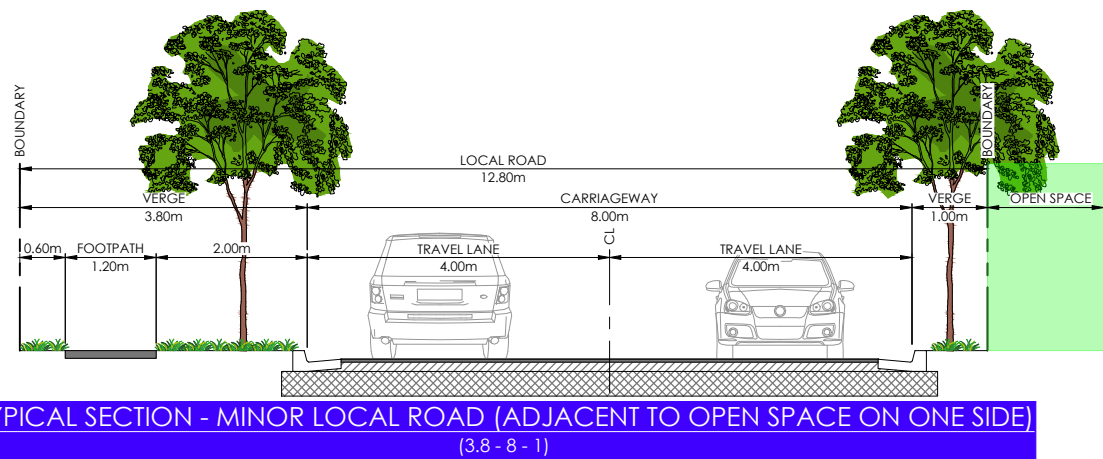 BOUNDARY
BOUNDARY
LOCAL ROAD
12.80m
VERGE
3.80m
CARRIAGEWAY
8.00m
VERGE
1.00m
OPEN SPACE
0.60m
FOOTPATH
1.20m
2.00m
TRAVEL LANE
4.00m
CL
TRAVEL LANE
4.00m
YPICAL SECTION - MINOR LOCAL ROAD (ADJACENT TO OPEN SPACE ON ONE SIDE)
(3.8 - 8 - 1)